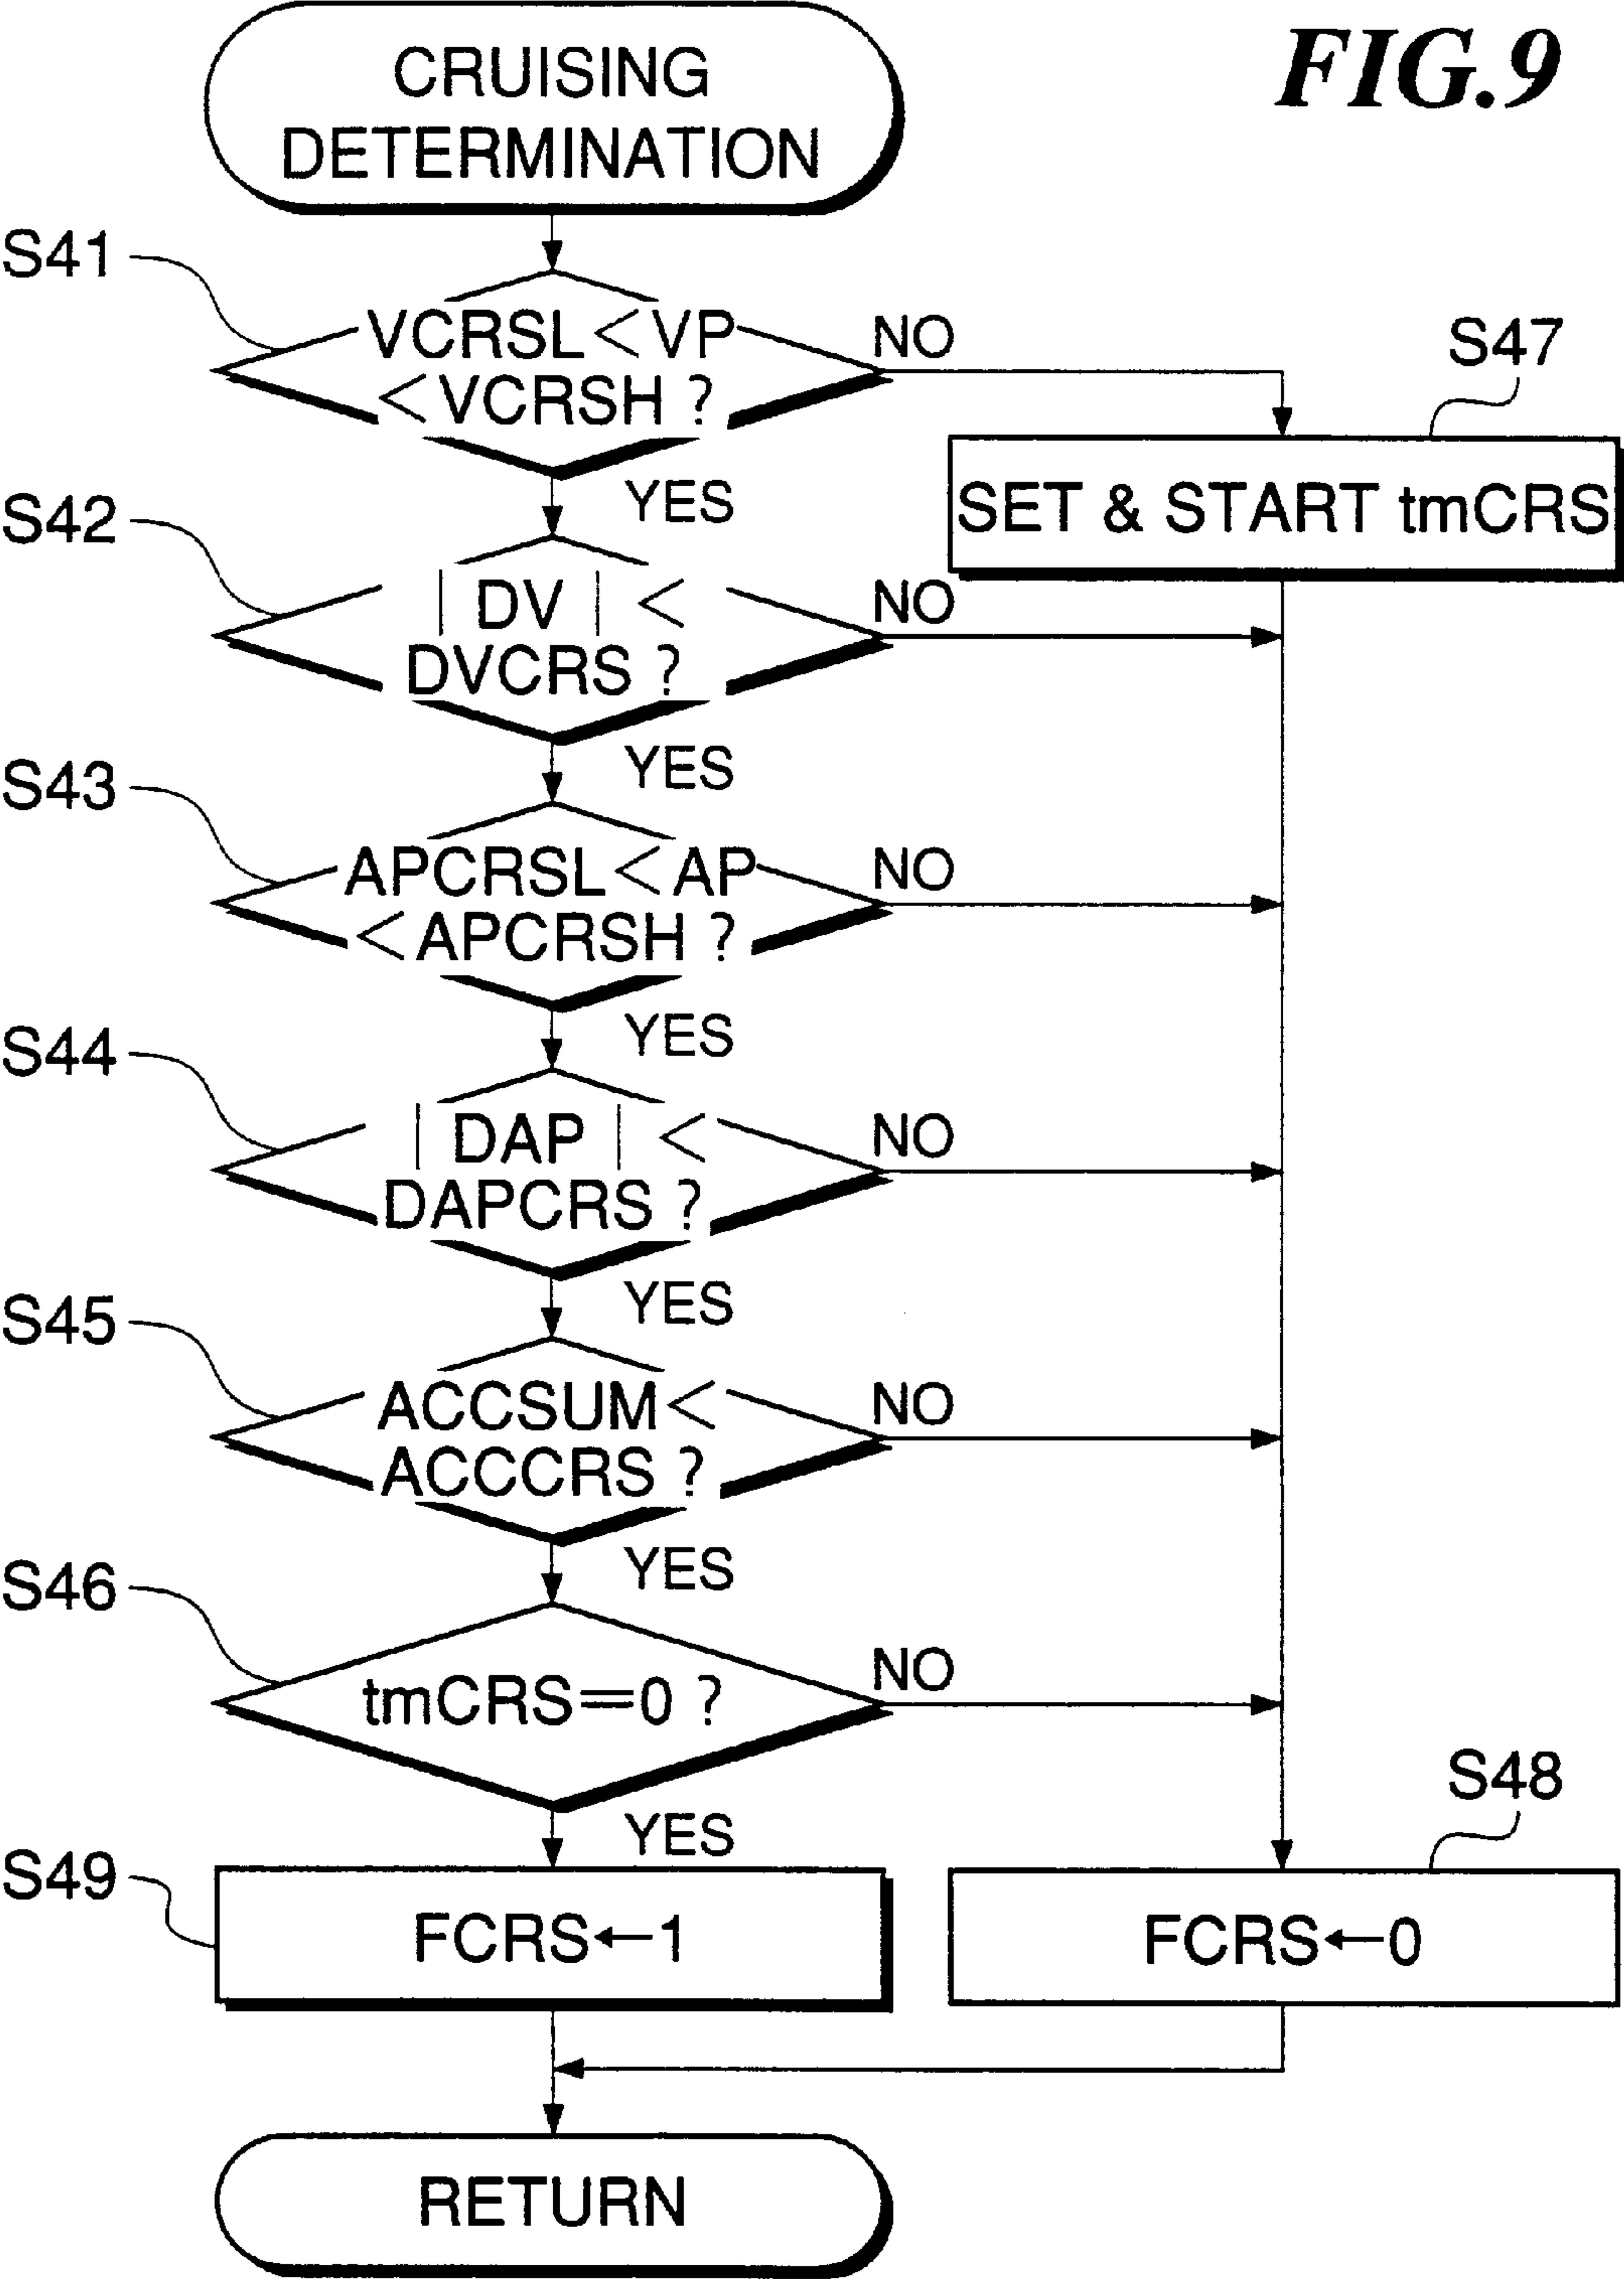 FIG.9
CRUISING
DETERMINATION
S41
VCRSL<VP
<VCRSH ?
NO
YES
S47
SET & START tmCRS
S42
| DV | <
DVCRS ?
NO
YES
S43
APCRSL<AP
<APCRSH ?
NO
YES
S44
| DAP | <
DAPCRS ?
NO
YES
S45
ACCSUM<
ACCCRS ?
NO
YES
S46
tmCRS=0 ?
NO
YES
S49
FCRS←1
S48
FCRS←0
RETURN